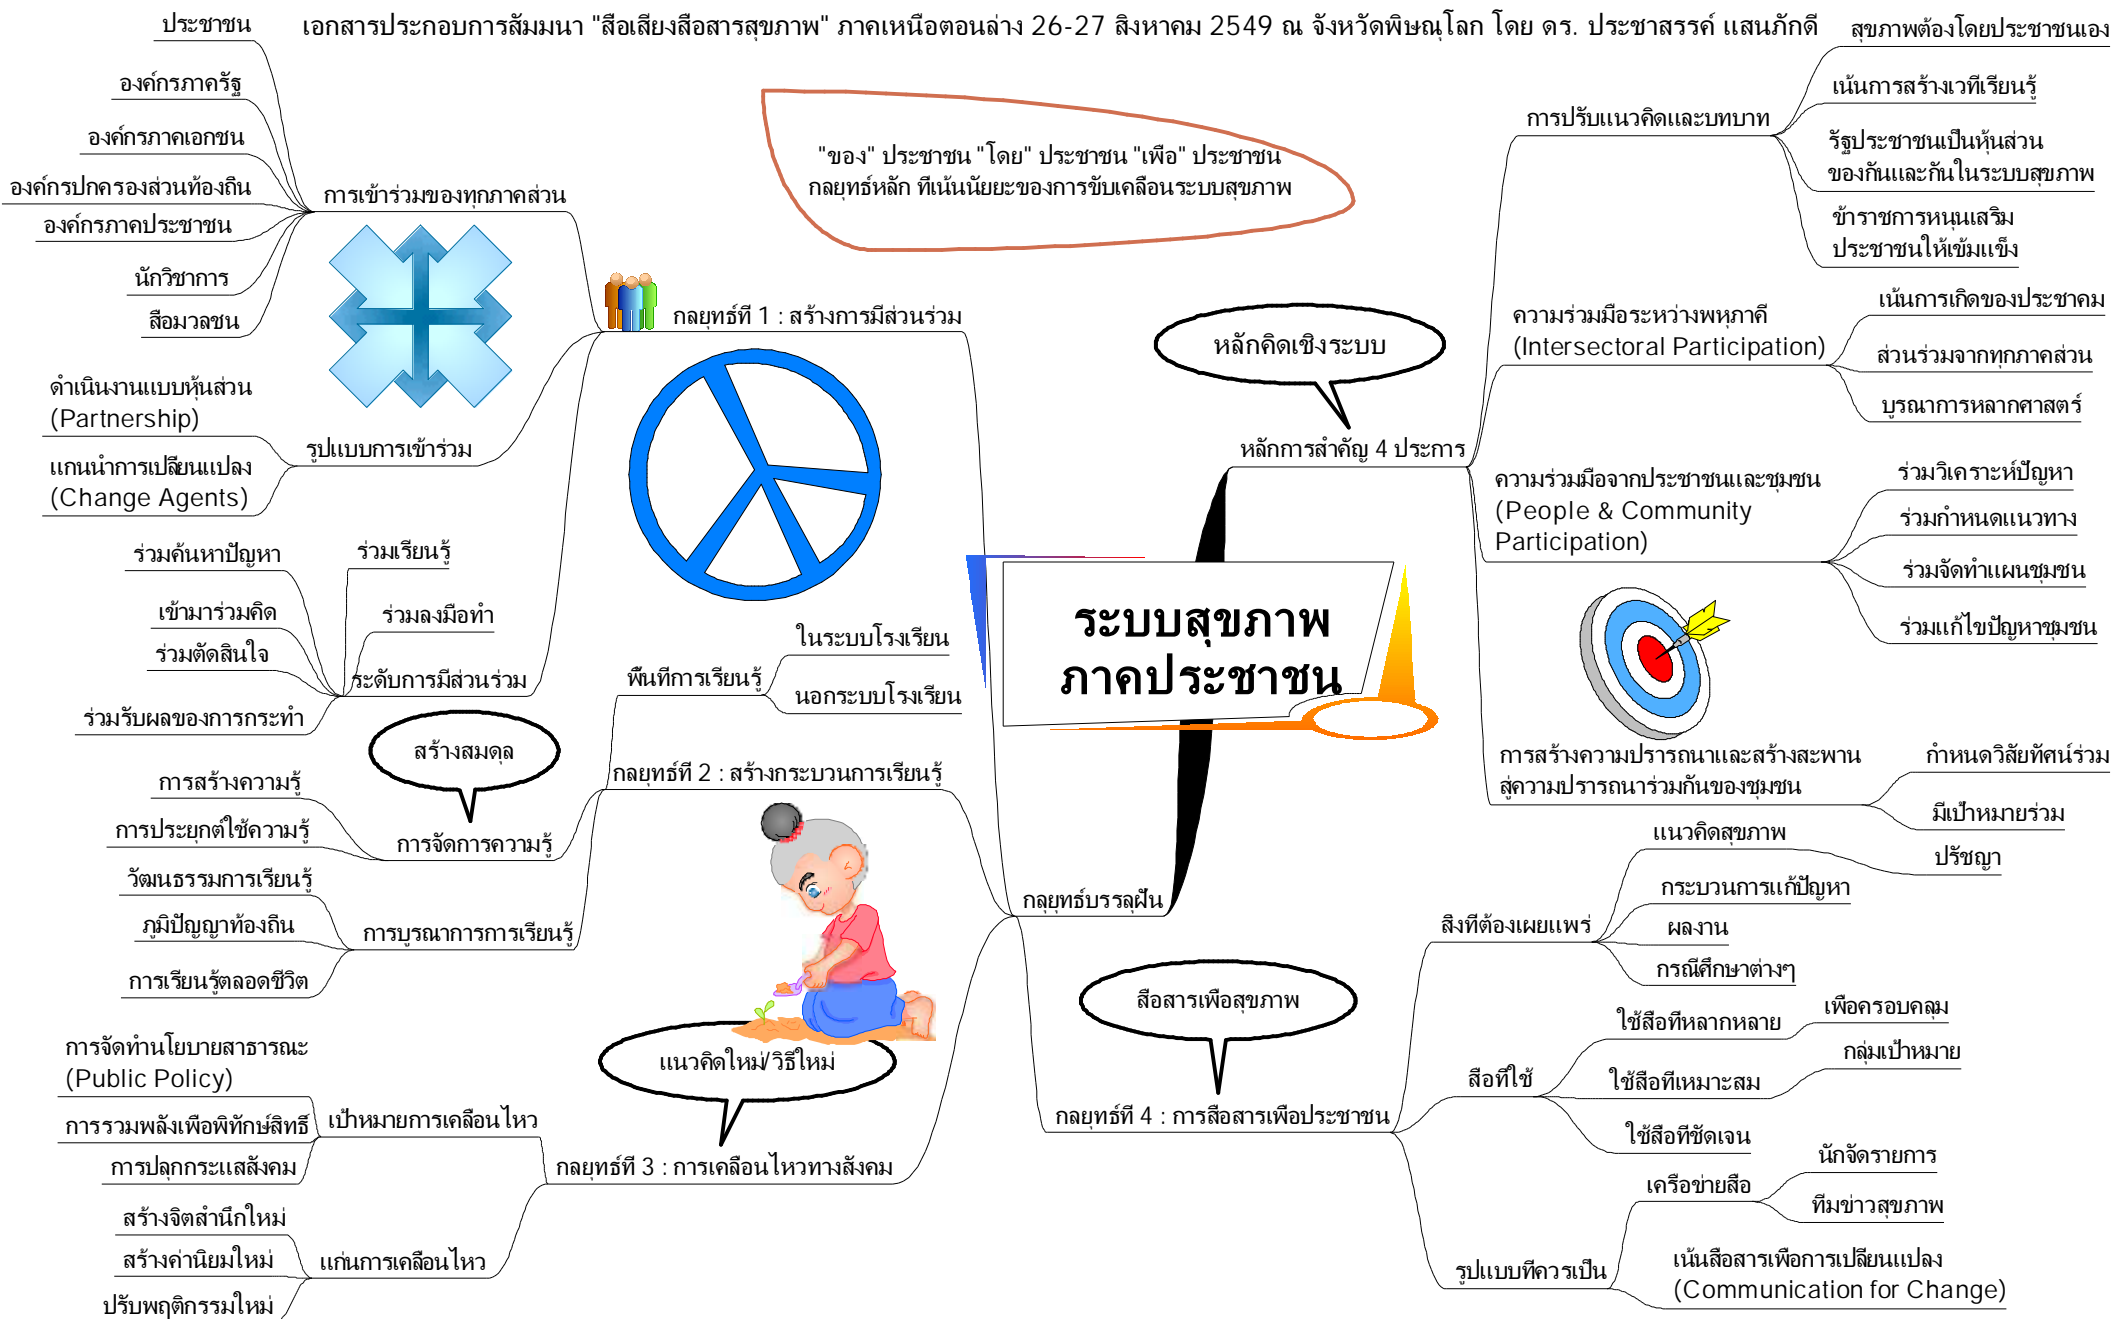 เอกสารประกอบการสัมมนา "สือเสียงสือสารสุขภาพ" ภาคเหนือตอนล่าง 26-27 สิงหาคม 2549 ณ จังหวัดพิษณุโลก โดย ดร. ประชาสรรค์ แสนภักดี
"ของ" ประชาชน "โดย" ประชาชน "เพือ" ประชาชน
กลยุทธ์หลัก ทีเน้นนัยยะของการขับเคลือนระบบสุขภาพ
ระบบสุขภาพ
ภาคประชาชน
หลักคิดเชิงระบบ
หลักการสำคัญ 4 ประการ
การปรับแนวคิดและบทบาท
สุขภาพต้องโดยประชาชนเอง
เน้นการสร้างเวทีเรียนรู้
รัฐประชาชนเป็นหุ้นส่วน
ของกันและกันในระบบสุขภาพ
ข้าราชการหนุนเสริม
ประชาชนให้เข้มแข็ง
ความร่วมมือระหว่างพหุภาคี
(Intersectoral Participation)
เน้นการเกิดของประชาคม
ส่วนร่วมจากทุกภาคส่วน
บูรณาการหลากศาสตร์
ความร่วมมือจากประชาชนและชุมชน
(People & Community
Participation)
ร่วมวิเคราะห์ปัญหา
ร่วมกำหนดแนวทาง
ร่วมจัดทำแผนชุมชน
ร่วมแก้ไขปัญหาชุมชน
การสร้างความปรารถนาและสร้างสะพาน
สู่ความปรารถนาร่วมกันของชุมชน
กำหนดวิสัยทัศน์ร่วม
มีเป้าหมายร่วม
กลุยุทธ์บรรลุฝัน
กลยุทธ์ที 1 : สร้างการมีส่วนร่วม
การเข้าร่วมของทุกภาคส่วน
ประชาชน
องค์กรภาครัฐ
องค์กรภาคเอกชน
องค์กรปกครองส่วนท้องถิน
องค์กรภาคประชาชน
นักวิชาการ
สือมวลชน
รูปแบบการเข้าร่วม
ดำเนินงานแบบหุ้นส่วน
(Partnership)
แกนนำการเปลียนแปลง
(Change Agents)
ระดับการมีส่วนร่วม
ร่วมเรียนรู้
ร่วมลงมือทำ
ร่วมค้นหาปัญหา
เข้ามาร่วมคิด
ร่วมตัดสินใจ
ร่วมรับผลของการกระทำ
กลยุทธ์ที 2 : สร้างกระบวนการเรียนรู้
พืนทีการเรียนรู้
ในระบบโรงเรียน
นอกระบบโรงเรียน
สร้างสมดุล
การจัดการความรู้
การสร้างความรู้
การประยุกต์ใช้ความรู้
การบูรณาการการเรียนรู้
วัฒนธรรมการเรียนรู้
ภูมิปัญญาท้องถิน
การเรียนรู้ตลอดชีวิต
แนวคิดใหม่/วิธีใหม่
กลยุทธ์ที 3 : การเคลือนไหวทางสังคม
เป้าหมายการเคลือนไหว
การจัดทำนโยบายสาธารณะ
(Public Policy)
การรวมพลังเพือพิทักษ์สิทธิ์
การปลุกกระแสสังคม
แก่นการเคลือนไหว
สร้างจิตสำนึกใหม่
สร้างค่านิยมใหม่
ปรับพฤติกรรมใหม่
สือสารเพือสุขภาพ
กลยุทธ์ที 4 : การสือสารเพือประชาชน
สิงทีต้องเผยแพร่
แนวคิดสุขภาพ
ปรัชญา
กระบวนการแก้ปัญหา
ผลงาน
กรณีศึกษาต่างๆ
สือทีใช้
ใช้สือทีหลากหลาย
เพือครอบคลุม
ใช้สือทีเหมาะสม
กลุ่มเป้าหมาย
ใช้สือทีชัดเจน
รูปแบบทีควรเป็น
เครือข่ายสือ
นักจัดรายการ
ทีมข่าวสุขภาพ
เน้นสือสารเพือการเปลียนแปลง
(Communication for Change)